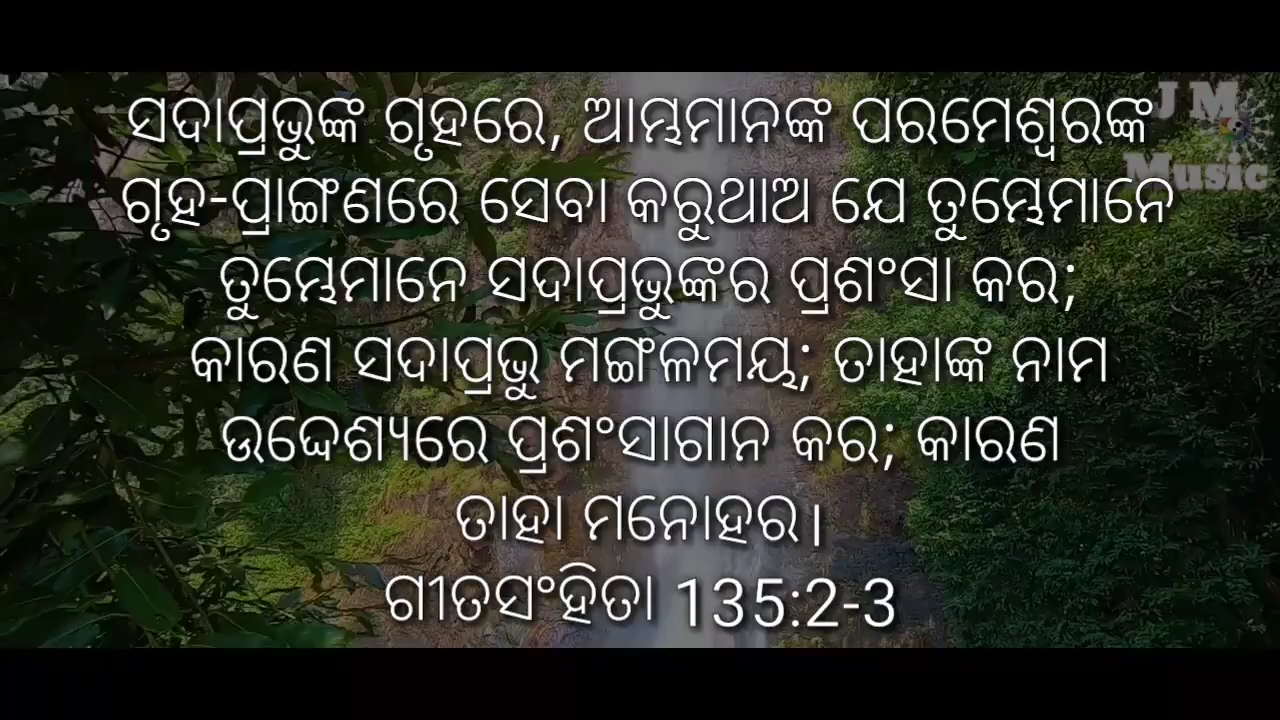 ସଦାପ୍ରଭୁଙ୍କ ଗୃହରେ, ଆମ୍ଭମାନଙ୍କ ପରମେଶ୍ୱରଙ୍କ
ଗୃହ-ପ୍ରାଙ୍ଗଣରେ ସେବା କରୁଥାଅ ଯେ ତୁମ୍ଭେମାନେ
ତୁମ୍ଭେମାନେ ସଦାପ୍ରଭୁଙ୍କର ପ୍ରଶଂସା କର;
କାରଣ ସଦାପ୍ରଭୁ ମଙ୍ଗଳମୟ; ତାହାଙ୍କ ନାମ
ଉଦ୍ଦେଶ୍ୟରେ ପ୍ରଶଂସାଗାନ କର; କାରଣ
ତାହା ମନୋହର।
ଗୀତସଂହିତା 135:2-3
J M
Music